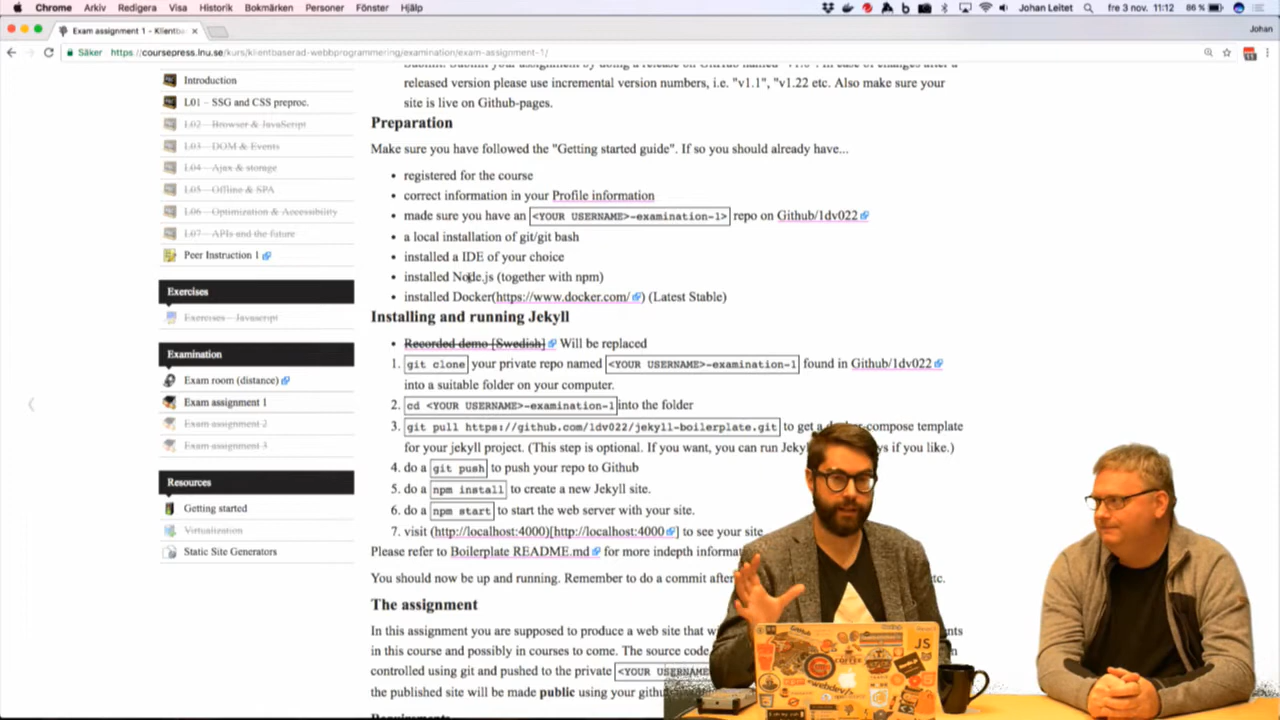 Chrome Arkiv Redigera Visa Historik Bokmärken Personer Fönster Hjälp
Johan Leitet fre 3 nov. 11:12 86 %
Exam assignment 1 - Klientba
Johan
Säker https://coursepress.lnu.se/kurs/klientbaserad-webbprogrammering/examination/exam-assignment-1/
Introduction
L01 – SSG and CSS preproc.
L02 – Browser & JavaScript
L03 – DOM & Events
L04 – Ajax & storage
L05 – Offline & SPA
L06 – Optimization & Accessibility
L07 – APIs and the future
Peer Instruction 1
Exercises
Exercises – Javascript
Examination
Exam room (distance)
Exam assignment 1
Exam assignment 2
Exam assignment 3
Resources
Getting started
Virtualization
Static Site Generators
released version please use incremental version numbers, i.e. "v1.1", "v1.22 etc. Also make sure your
site is live on Github-pages.
Preparation
Make sure you have followed the "Getting started guide". If so you should already have...
• registered for the course
• correct information in your Profile information
• made sure you have an <YOUR USERNAME>-examination-1> repo on Github/1dv022
• a local installation of git/git bash
• installed a IDE of your choice
• installed Node.js (together with npm)
• installed Docker(https://www.docker.com/) (Latest Stable)
Installing and running Jekyll
• Recorded demo [Swedish] Will be replaced
1. git clone your private repo named <YOUR USERNAME>-examination-1 found in Github/1dv022
into a suitable folder on your computer.
2. cd <YOUR USERNAME>-examination-1 into the folder
3. git pull https://github.com/1dv022/jekyll-boilerplate.git to get a compose template
for your jekyll project. (This step is optional. If you want, you can run Jekyl s if you like.)
4. do a git push to push your repo to Github
5. do a npm install to create a new Jekyll site.
6. do a npm start to start the web server with your site.
7. visit (http://localhost:4000)[http://localhost:4000 ] to see your site
Please refer to Boilerplate README.md for more indepth informa
You should now be up and running. Remember to do a commit after tc.
The assignment
In this assignment you are supposed to produce a web site that w nts
in this course and possibly in courses to come. The source code
controlled using git and pushed to the private <YOUR USERNAME
the published site will be made public using your github
JS